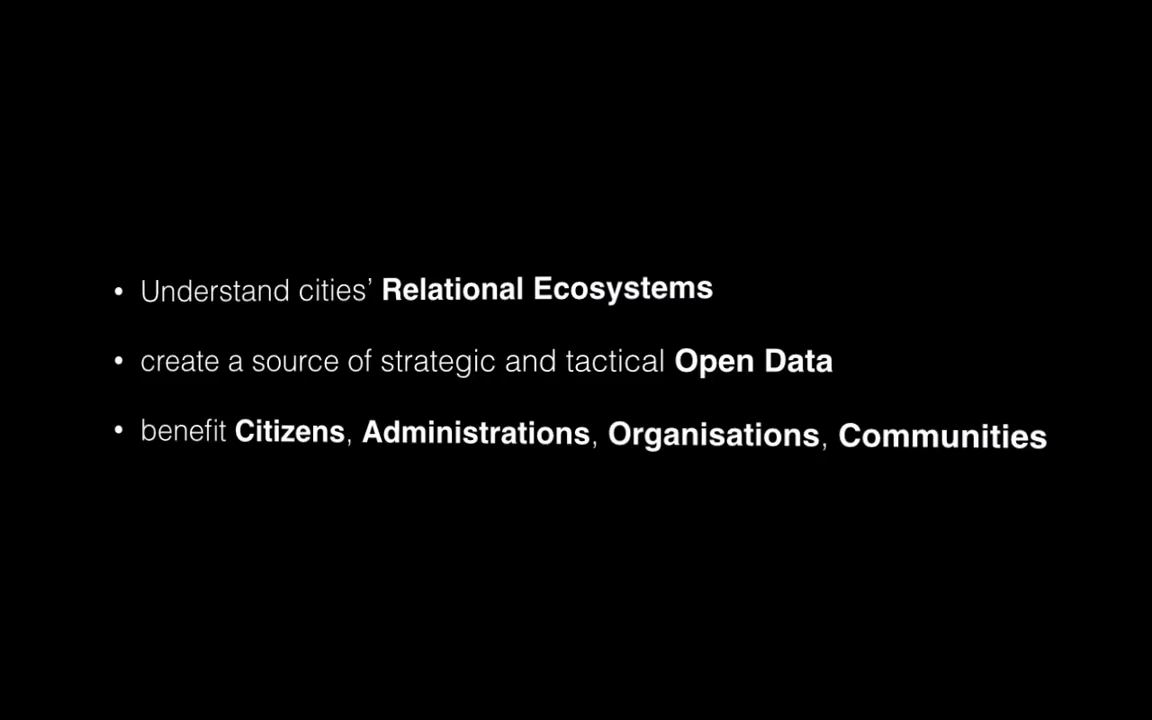 • Understand cities’ Relational Ecosystems
• create a source of strategic and tactical Open Data
• benefit Citizens, Administrations, Organisations, Communities